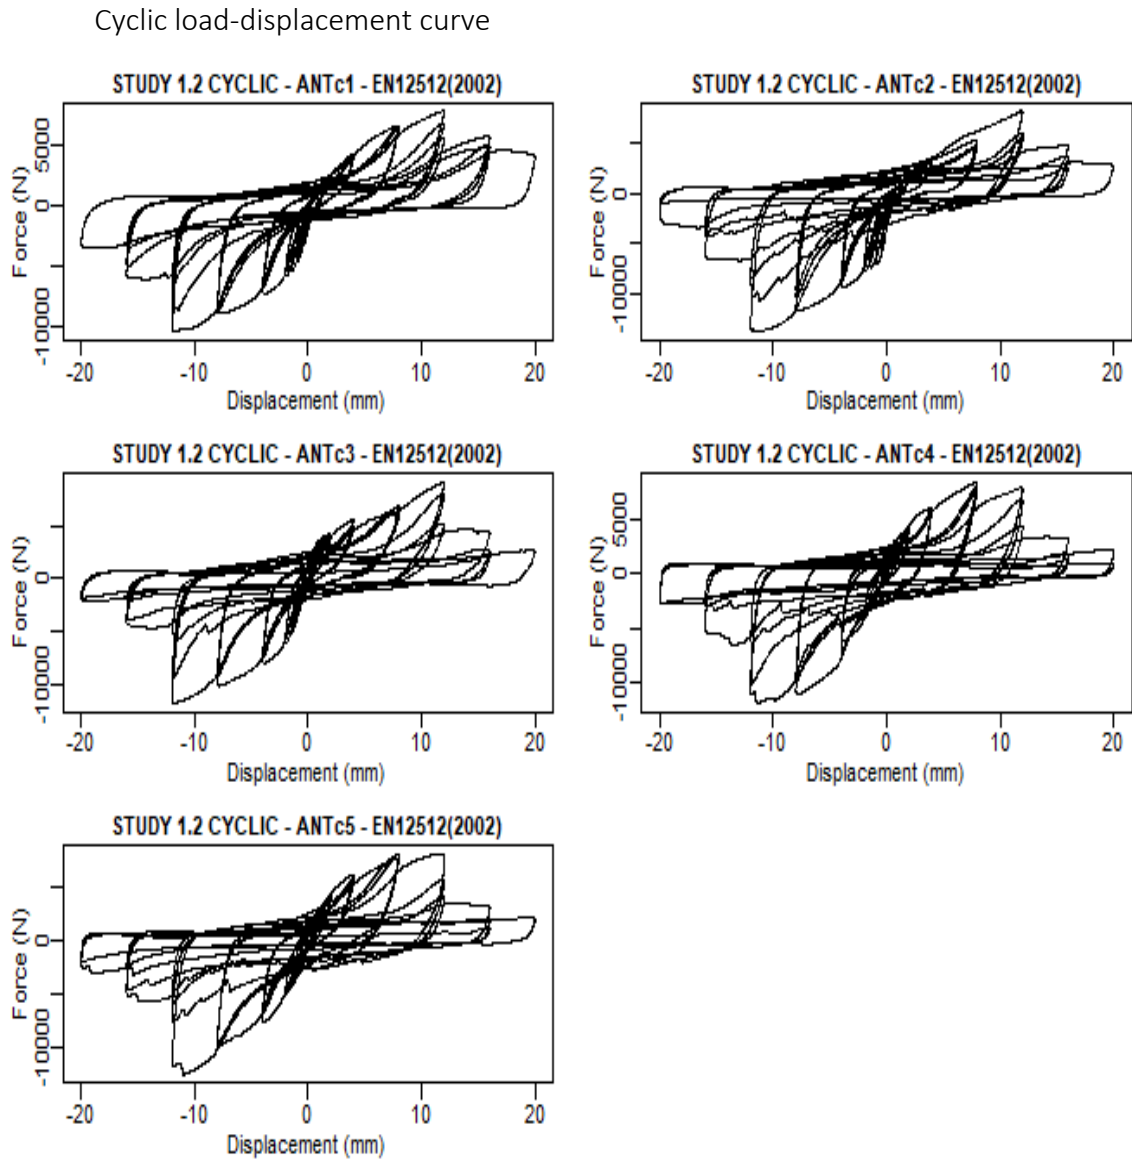 Cyclic load-displacement curve
STUDY 1.2 CYCLIC - ANTc1 - EN12512(2002)
Force (N)
5000
0
-10000
-20 -10 0 10 20
Displacement (mm)
STUDY 1.2 CYCLIC - ANTc2 - EN12512(2002)
Force (N)
0
-10000
-20 -10 0 10 20
Displacement (mm)
STUDY 1.2 CYCLIC - ANTc3 - EN12512(2002)
Force (N)
0
-10000
-20 -10 0 10 20
Displacement (mm)
STUDY 1.2 CYCLIC - ANTc4 - EN12512(2002)
Force (N)
5000
0
-10000
-20 -10 0 10 20
Displacement (mm)
STUDY 1.2 CYCLIC - ANTc5 - EN12512(2002)
Force (N)
0
-10000
-20 -10 0 10 20
Displacement (mm)